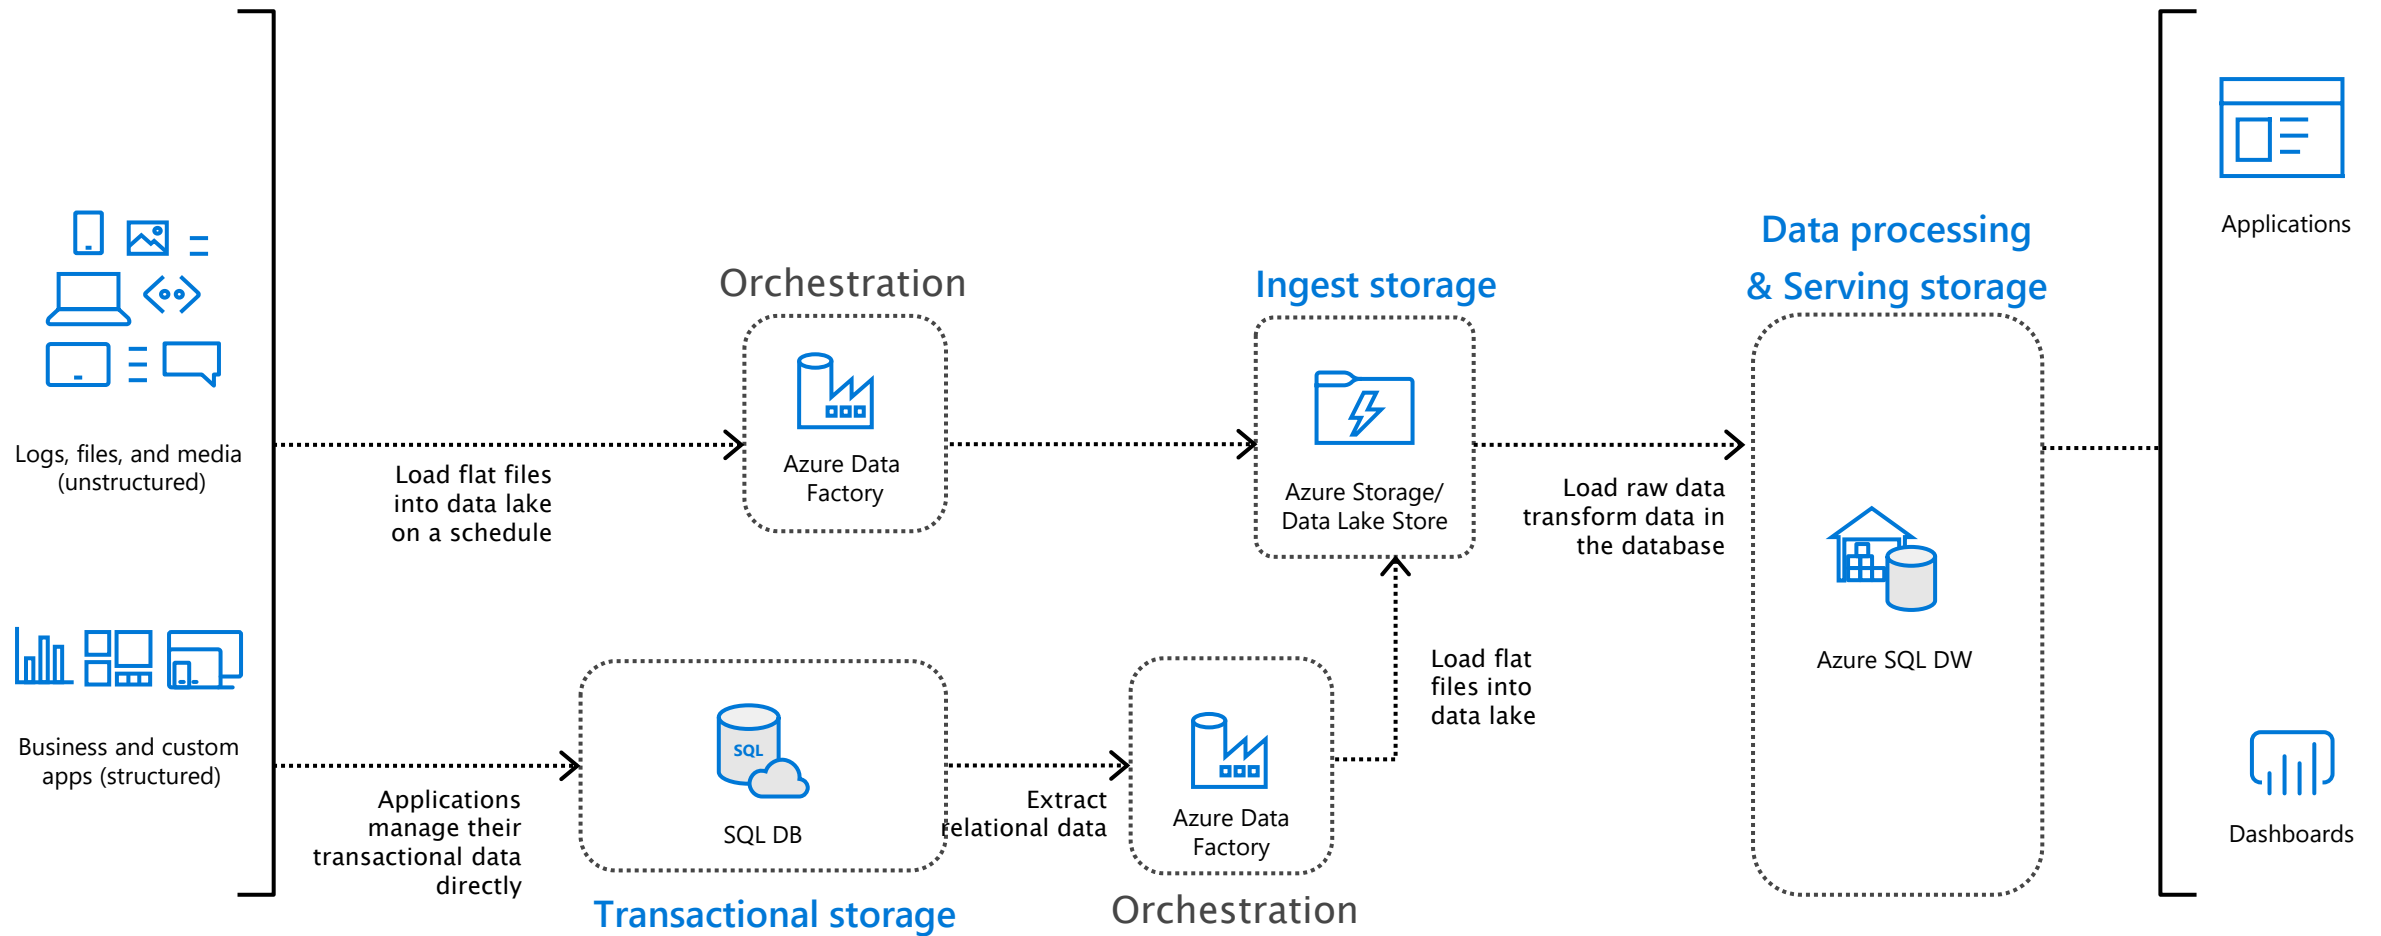 Logs, files, and media
(unstructured)
Business and custom
apps (structured)
Load flat files
into data lake
on a schedule
Applications
manage their
transactional data
directly
Orchestration
Azure Data
Factory
SQL
SQL DB
Transactional storage
Extract
relational data
Azure Data
Factory
Orchestration
Ingest storage
Azure Storage/
Data Lake Store
Load flat
files into
data lake
Load raw data
transform data in
the database
Data processing
& Serving storage
Azure SQL DW
Applications
Dashboards